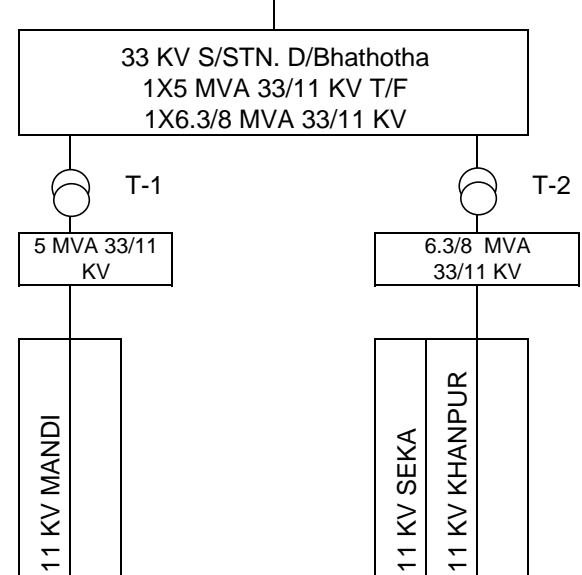 33 KV S/STN. D/Bhathotha
1X5 MVA 33/11 KV T/F
1X6.3/8 MVA 33/11 KV
T-1
T-2
5 MVA 33/11
KV
6.3/8 MVA
33/11 KV
11 KV MANDI
11 KV SEKA
11 KV KHANPUR